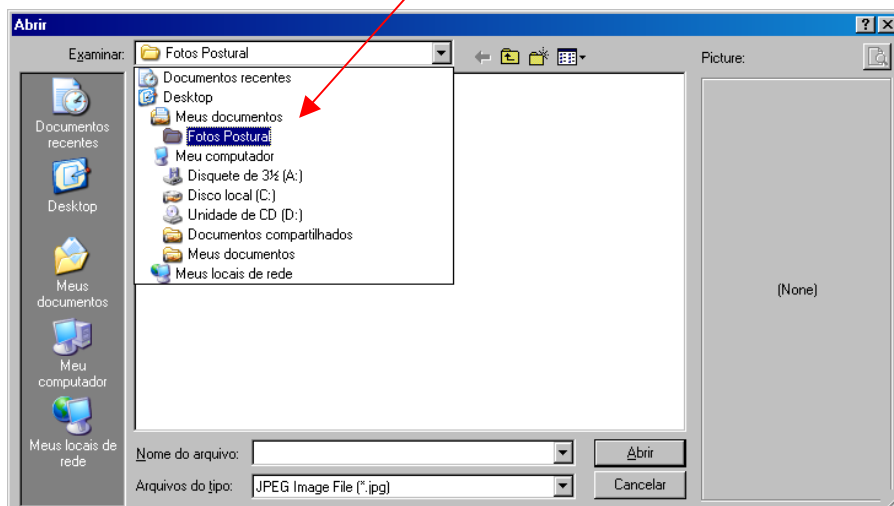 Abrir
Examinar:
Fotos Postural
Picture:
Documentos recentes
Desktop
Meus documentos
Fotos Postural
Meu computador
Disquete de 3½ (A:)
Disco local (C:)
Unidade de CD (D:)
Documentos compartilhados
Meus documentos
Meus locais de rede
Documentos
recentes
Desktop
Meus
documentos
Meu
computador
Meus locais de
rede
(None)
Nome do arquivo:
Abrir
Arquivos do tipo:
JPEG Image File (*.jpg)
Cancelar